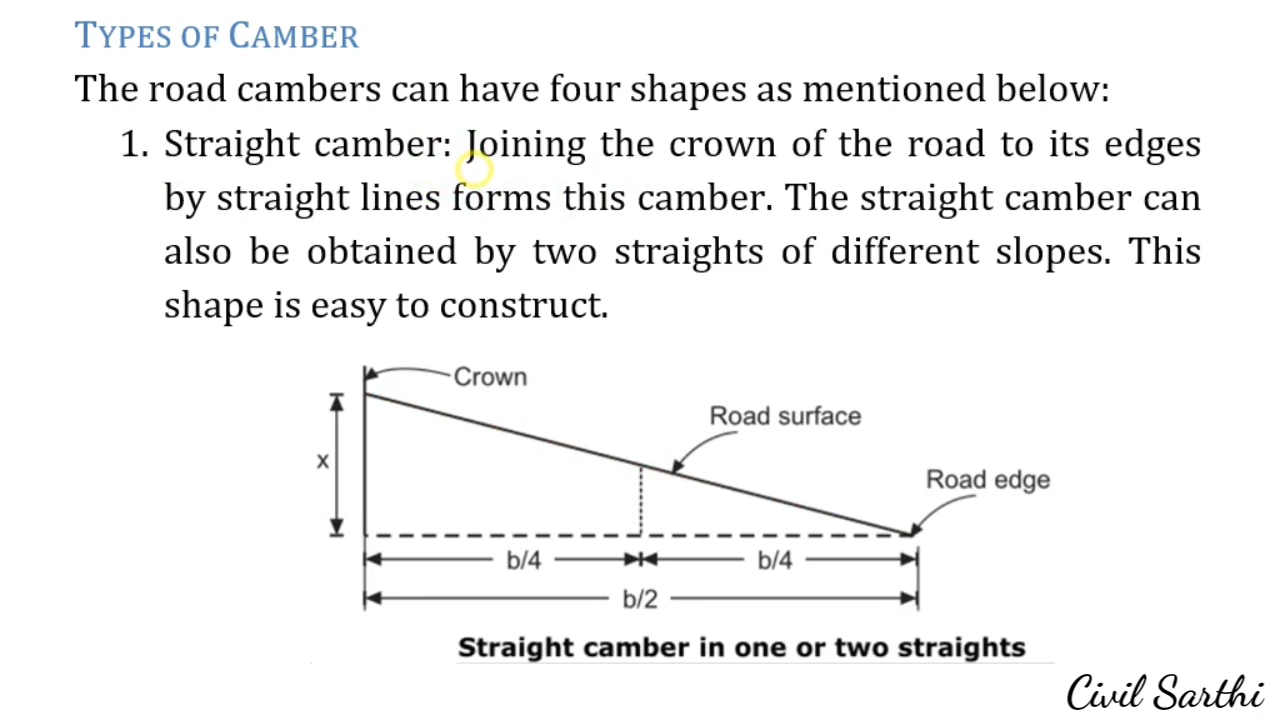 TYPES OF CAMBER
The road cambers can have four shapes as mentioned below:
1. Straight camber: Joining the crown of the road to its edges
by straight lines forms this camber. The straight camber can
also be obtained by two straights of different slopes. This
shape is easy to construct.
Crown
Road surface
x
Road edge
b/4 b/4
b/2
Straight camber in one or two straights
Civil Sarthi